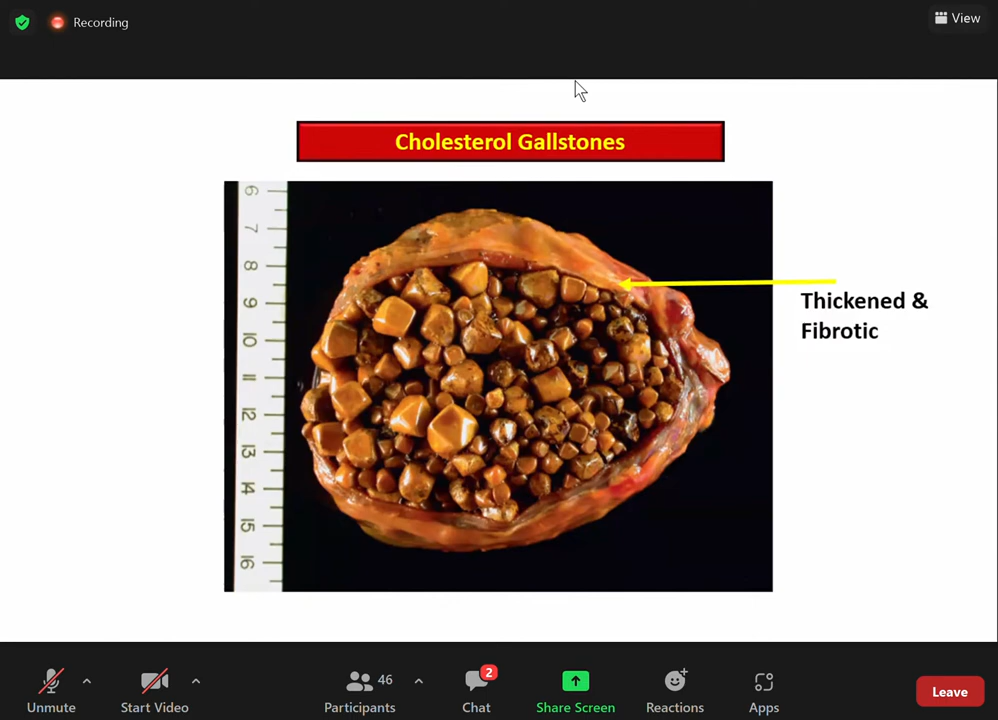 Recording
View
Cholesterol Gallstones
6
7
8
9
10
11
12
13
14
15
16
Thickened &
Fibrotic
46
2
Unmute
Start Video
Participants
Chat
Share Screen
Reactions
Apps
Leave